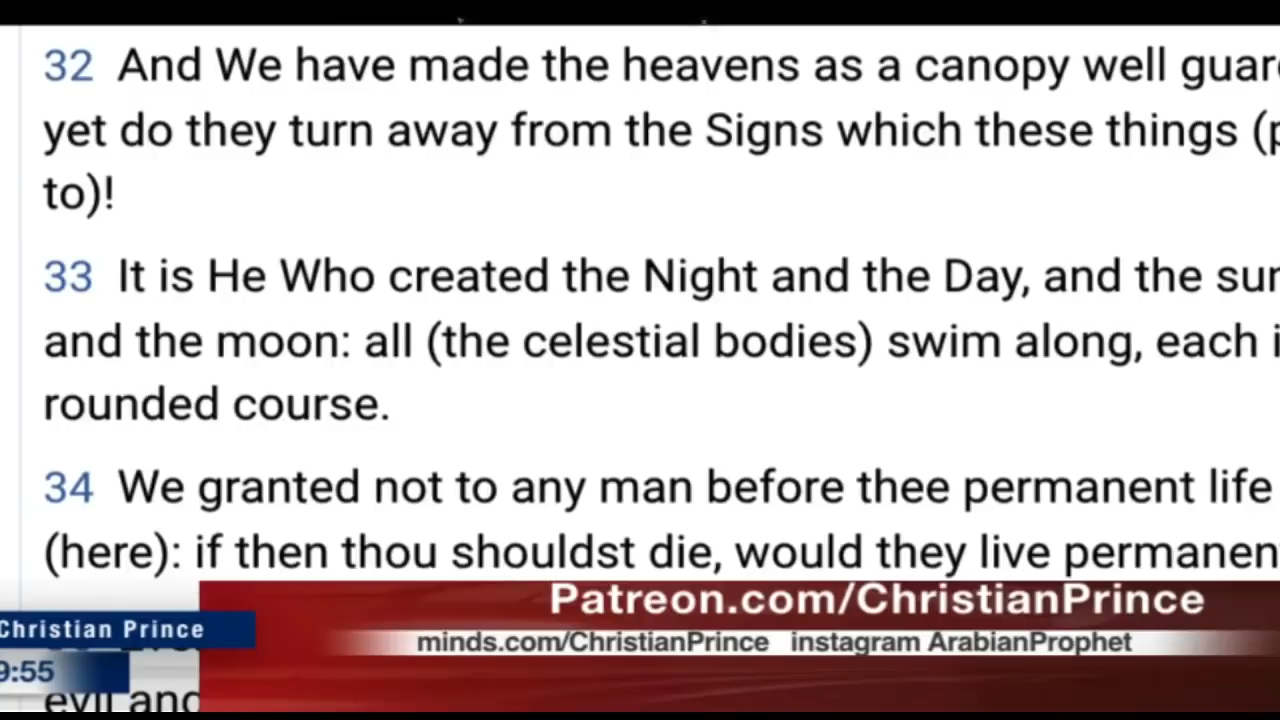 32 And We have made the heavens as a canopy well
yet do they turn away from the Signs which these things
to)!
33 It is He Who created the Night and the Day, and the
and the moon: all (the celestial bodies) swim along, each
rounded course.
34 We granted not to any man before thee permanent life
(here): if then thou shouldst die, would they live
Patreon.com/ChristianPrince
Christian Prince
minds.com/ChristianPrince instagram ArabianProphet
9:55
evil and